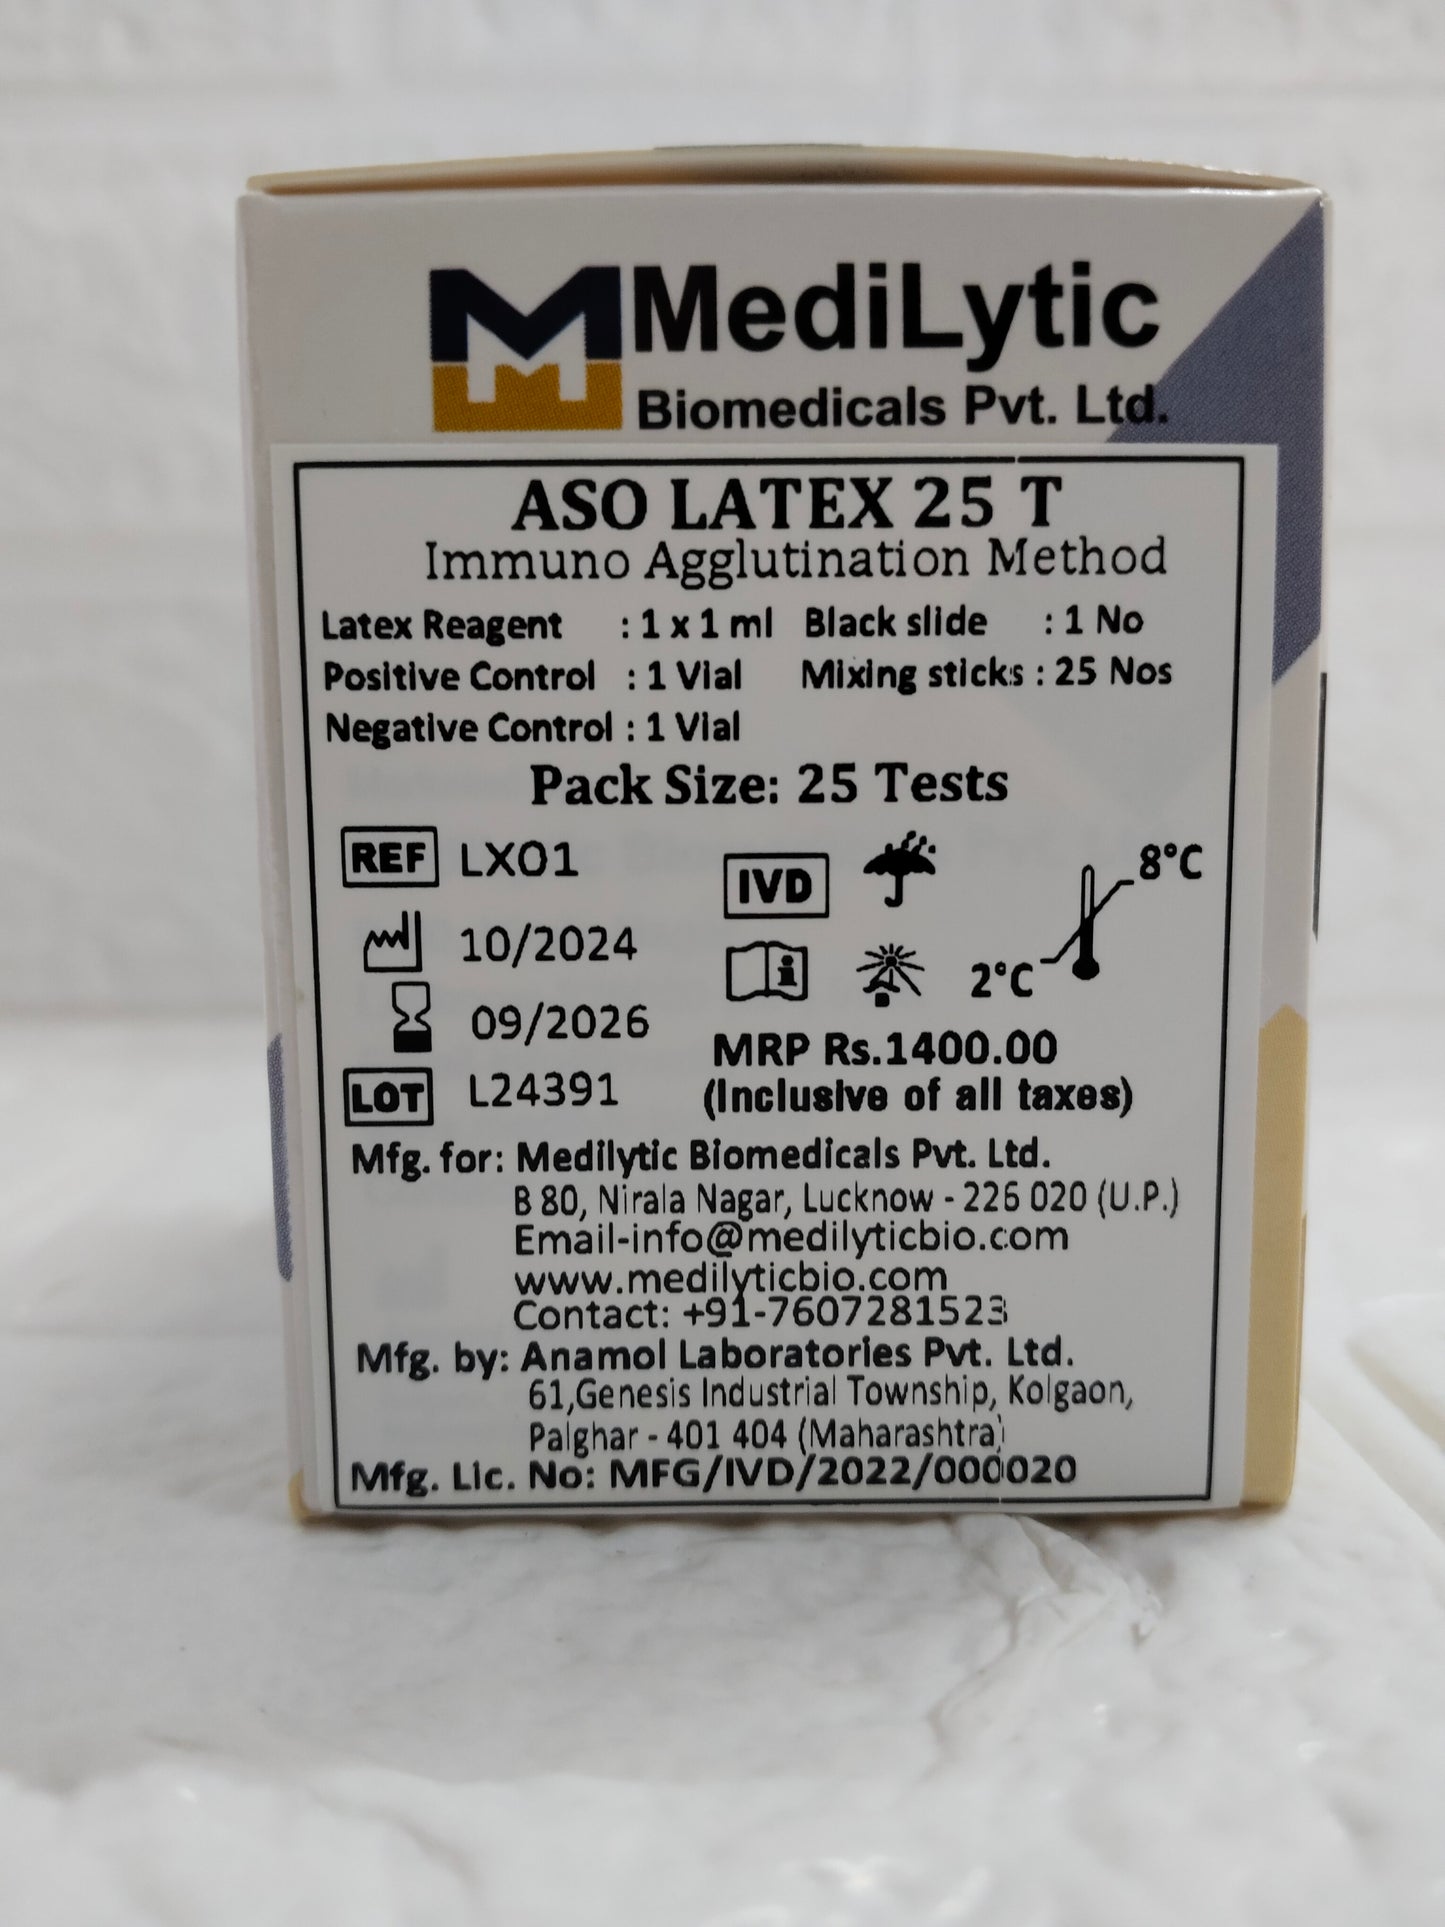 MediLytic
Biomedicals Pvt. Ltd.
ASO LATEX 25 T
Immuno Agglutination Method
Latex Reagent : 1 x 1 ml Black slide : 1 No
Positive Control : 1 Vial Mixing sticks : 25 Nos
Negative Control : 1 Vial
Pack Size: 25 Tests
REF LX01
IVD
8°C
10/2024
2°C
09/2026
MRP Rs.1400.00
LOT L24391
(Inclusive of all taxes)
Mfg. for: Medilytic Biomedicals Pvt. Ltd.
B 80, Nirala Nagar, Lucknow - 226 020 (U.P.)
Email-info@medilyticbio.com
www.medilyticbio.com
Contact: +91-7607281523
Mfg. by: Anamol Laboratories Pvt. Ltd.
61,Genesis Industrial Township, Kolgaon,
Palghar - 401 404 (Maharashtra)
Mfg. Lic. No: MFG/IVD/2022/000020